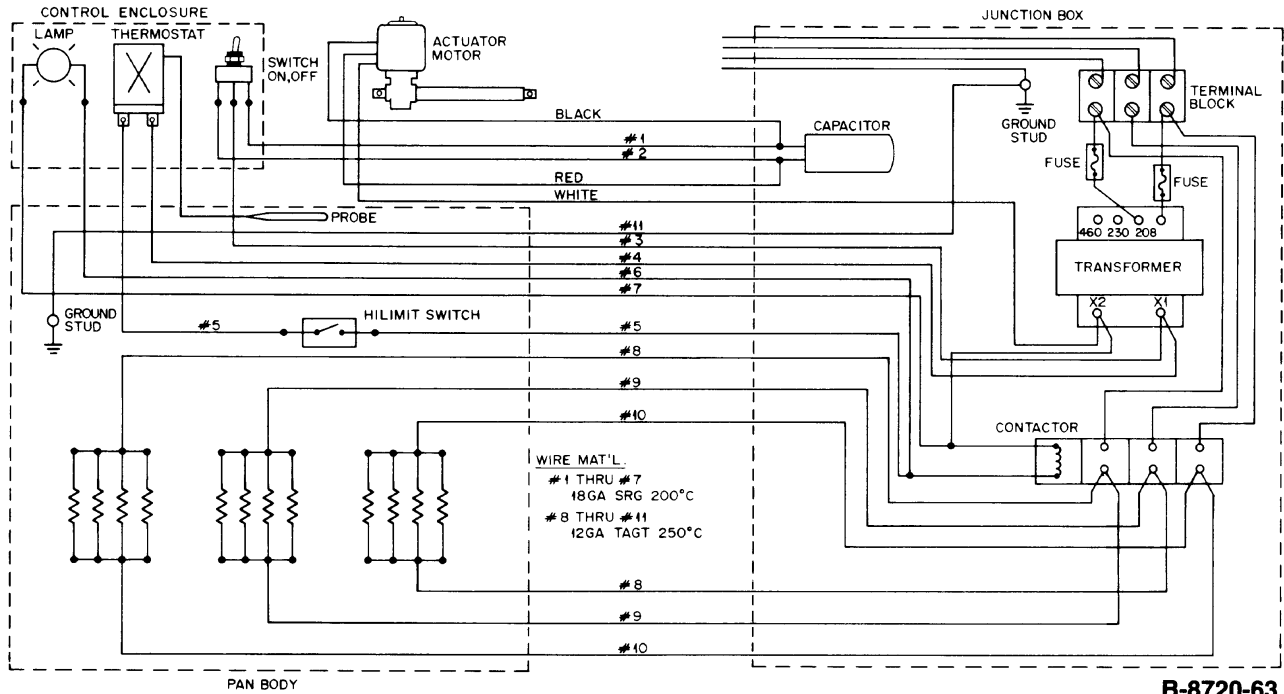 CONTROL ENCLOSURE
LAMP
THERMOSTAT
SWITCH
ON,OFF
ACTUATOR
MOTOR
JUNCTION BOX
TERMINAL
BLOCK
GROUND
STUD
BLACK
CAPACITOR
#1
#2
FUSE
FUSE
RED
WHITE
PROBE
#11
#3
#4
#6
#7
460 230 208
TRANSFORMER
X2 X1
GROUND
STUD
#5
HILIMIT SWITCH
#5
#8
#9
#10
CONTACTOR
WIRE MAT'L.
#1 THRU #7
18GA SRG 200°C
#8 THRU #11
12GA TAGT 250°C
#8
#9
#10
PAN BODY
B-8720-63